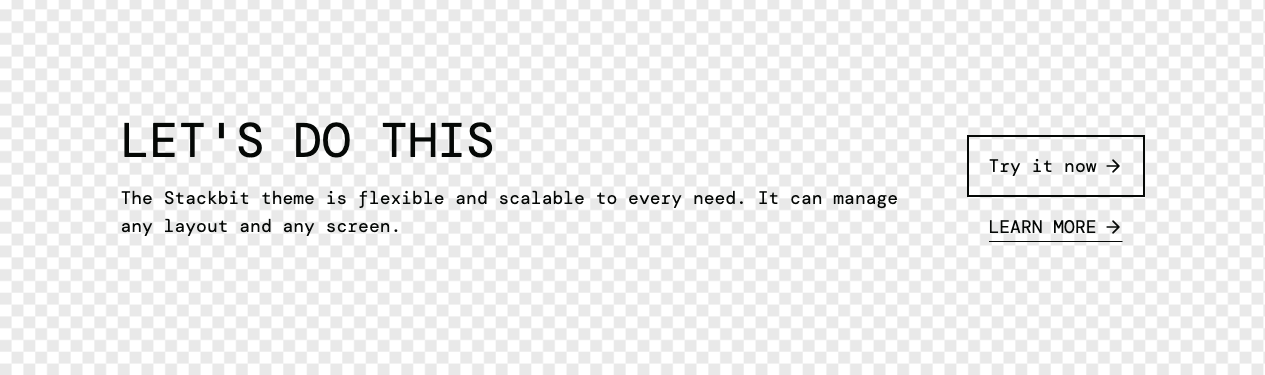 LET'S DO THIS
The Stackbit theme is flexible and scalable to every need. It can manage
any layout and any screen.
Try it now →
LEARN MORE →